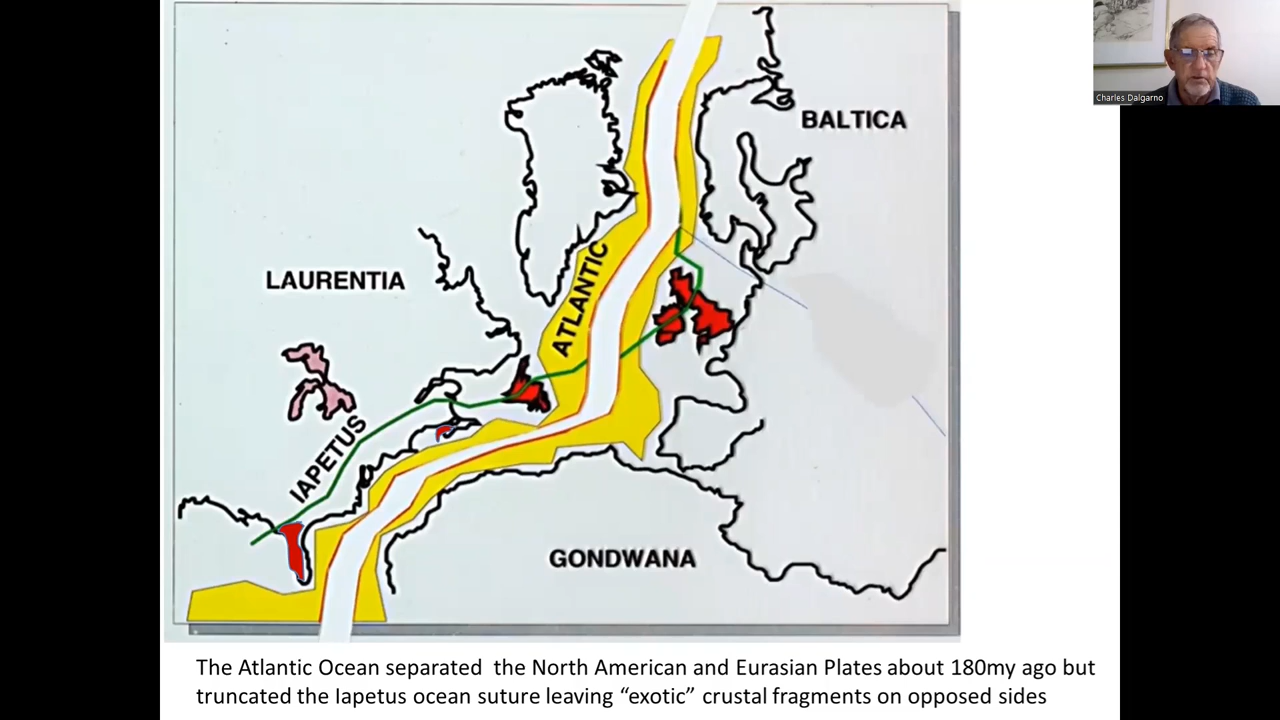 Charles Dalgarno
BALTICA
LAURENTIA
ATLANTIC
IAPETUS
GONDWANA
The Atlantic Ocean separated the North American and Eurasian Plates about 180my ago but
truncated the Iapetus ocean suture leaving “exotic” crustal fragments on opposed sides